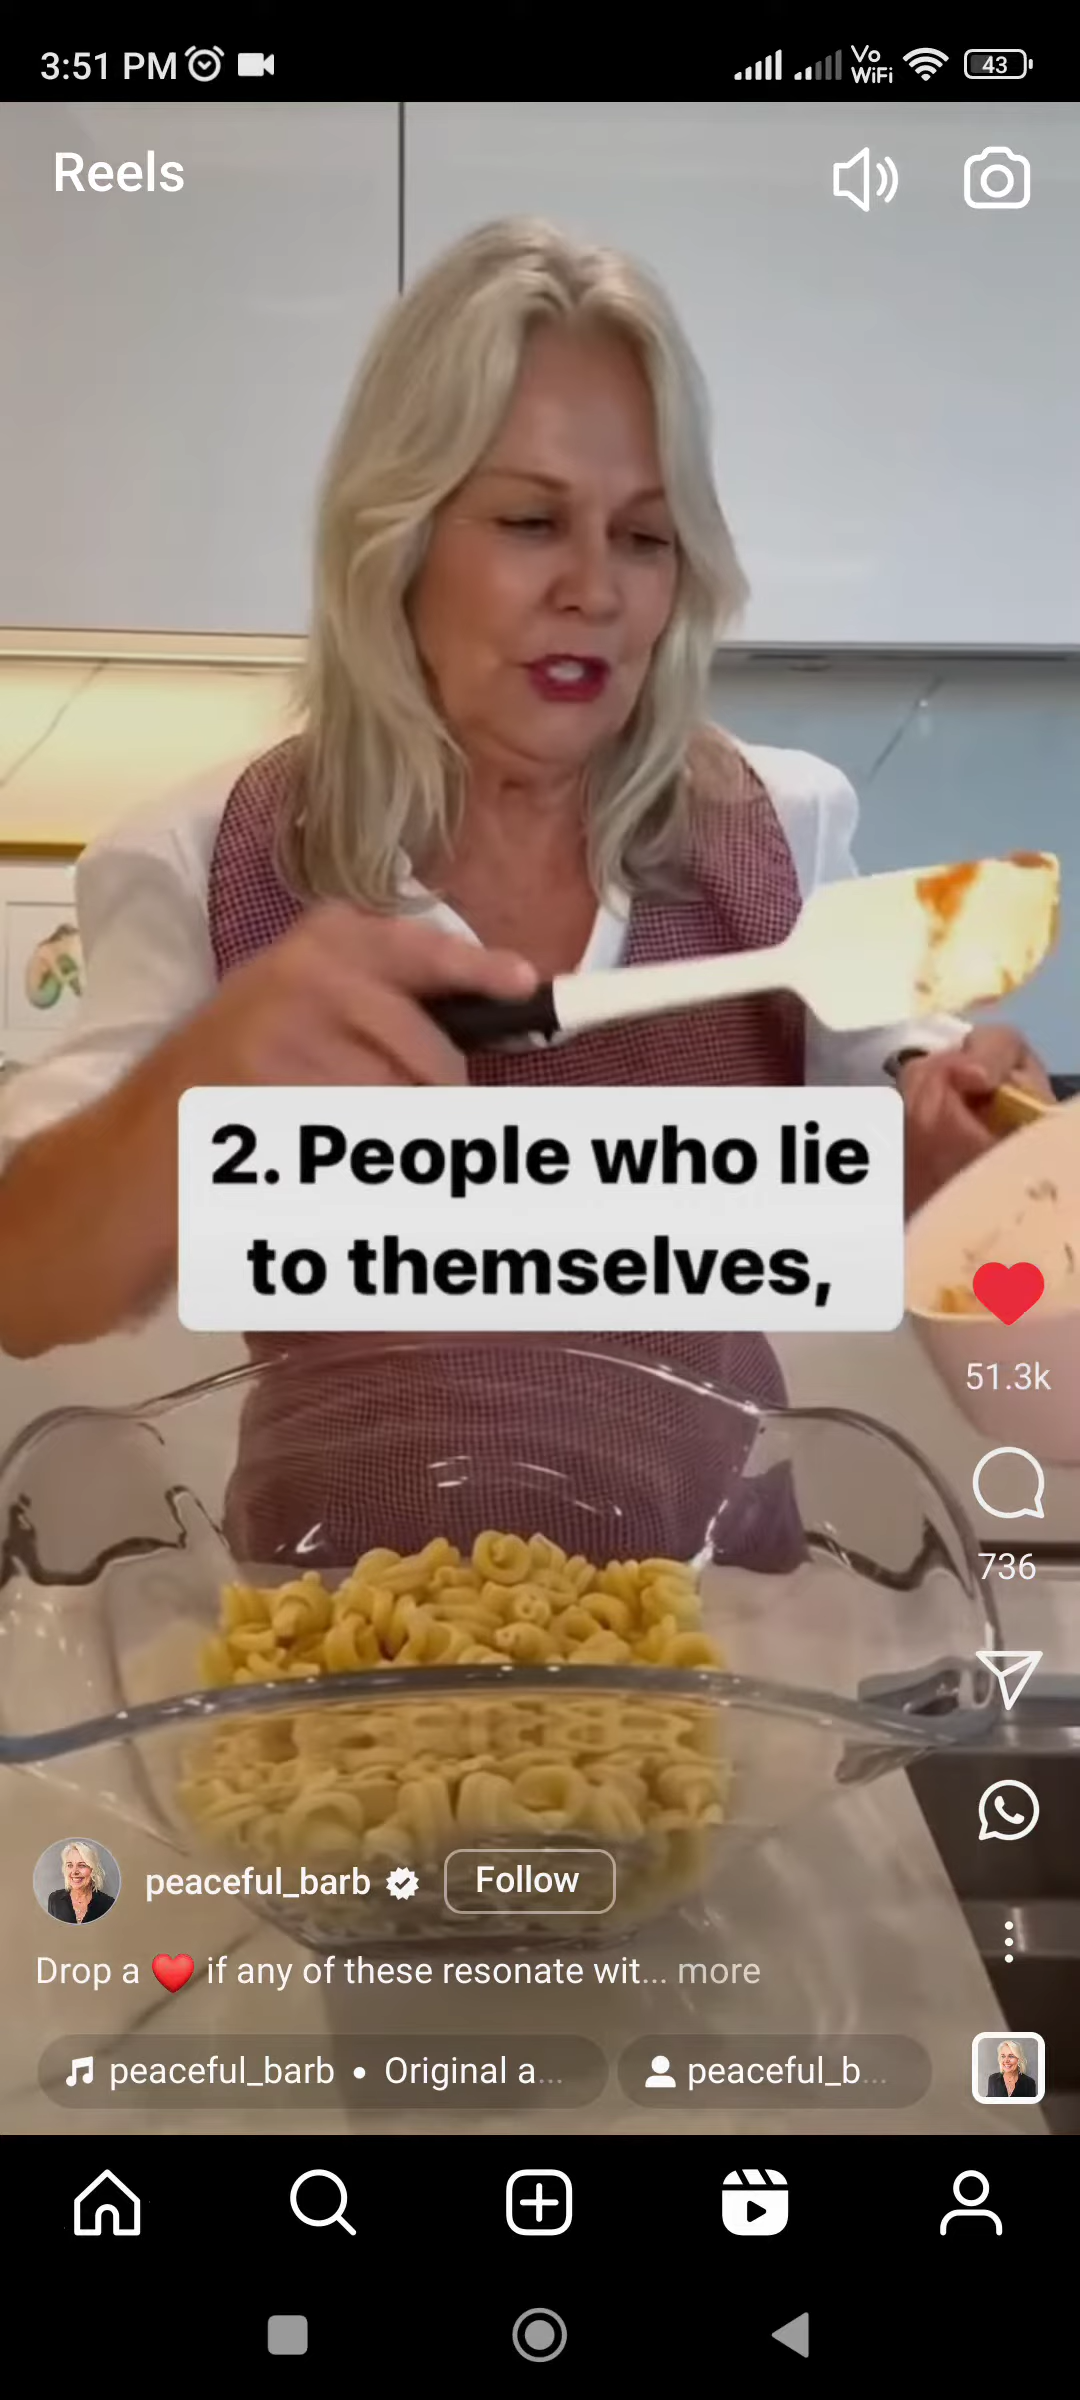 3:51 PM
Vo
WiFi
43
Reels
2. People who lie
to themselves,
51.3k
736
peaceful_barb
Follow
Drop a ❤️ if any of these resonate wit... more
peaceful_barb • Original a...
peaceful_b...